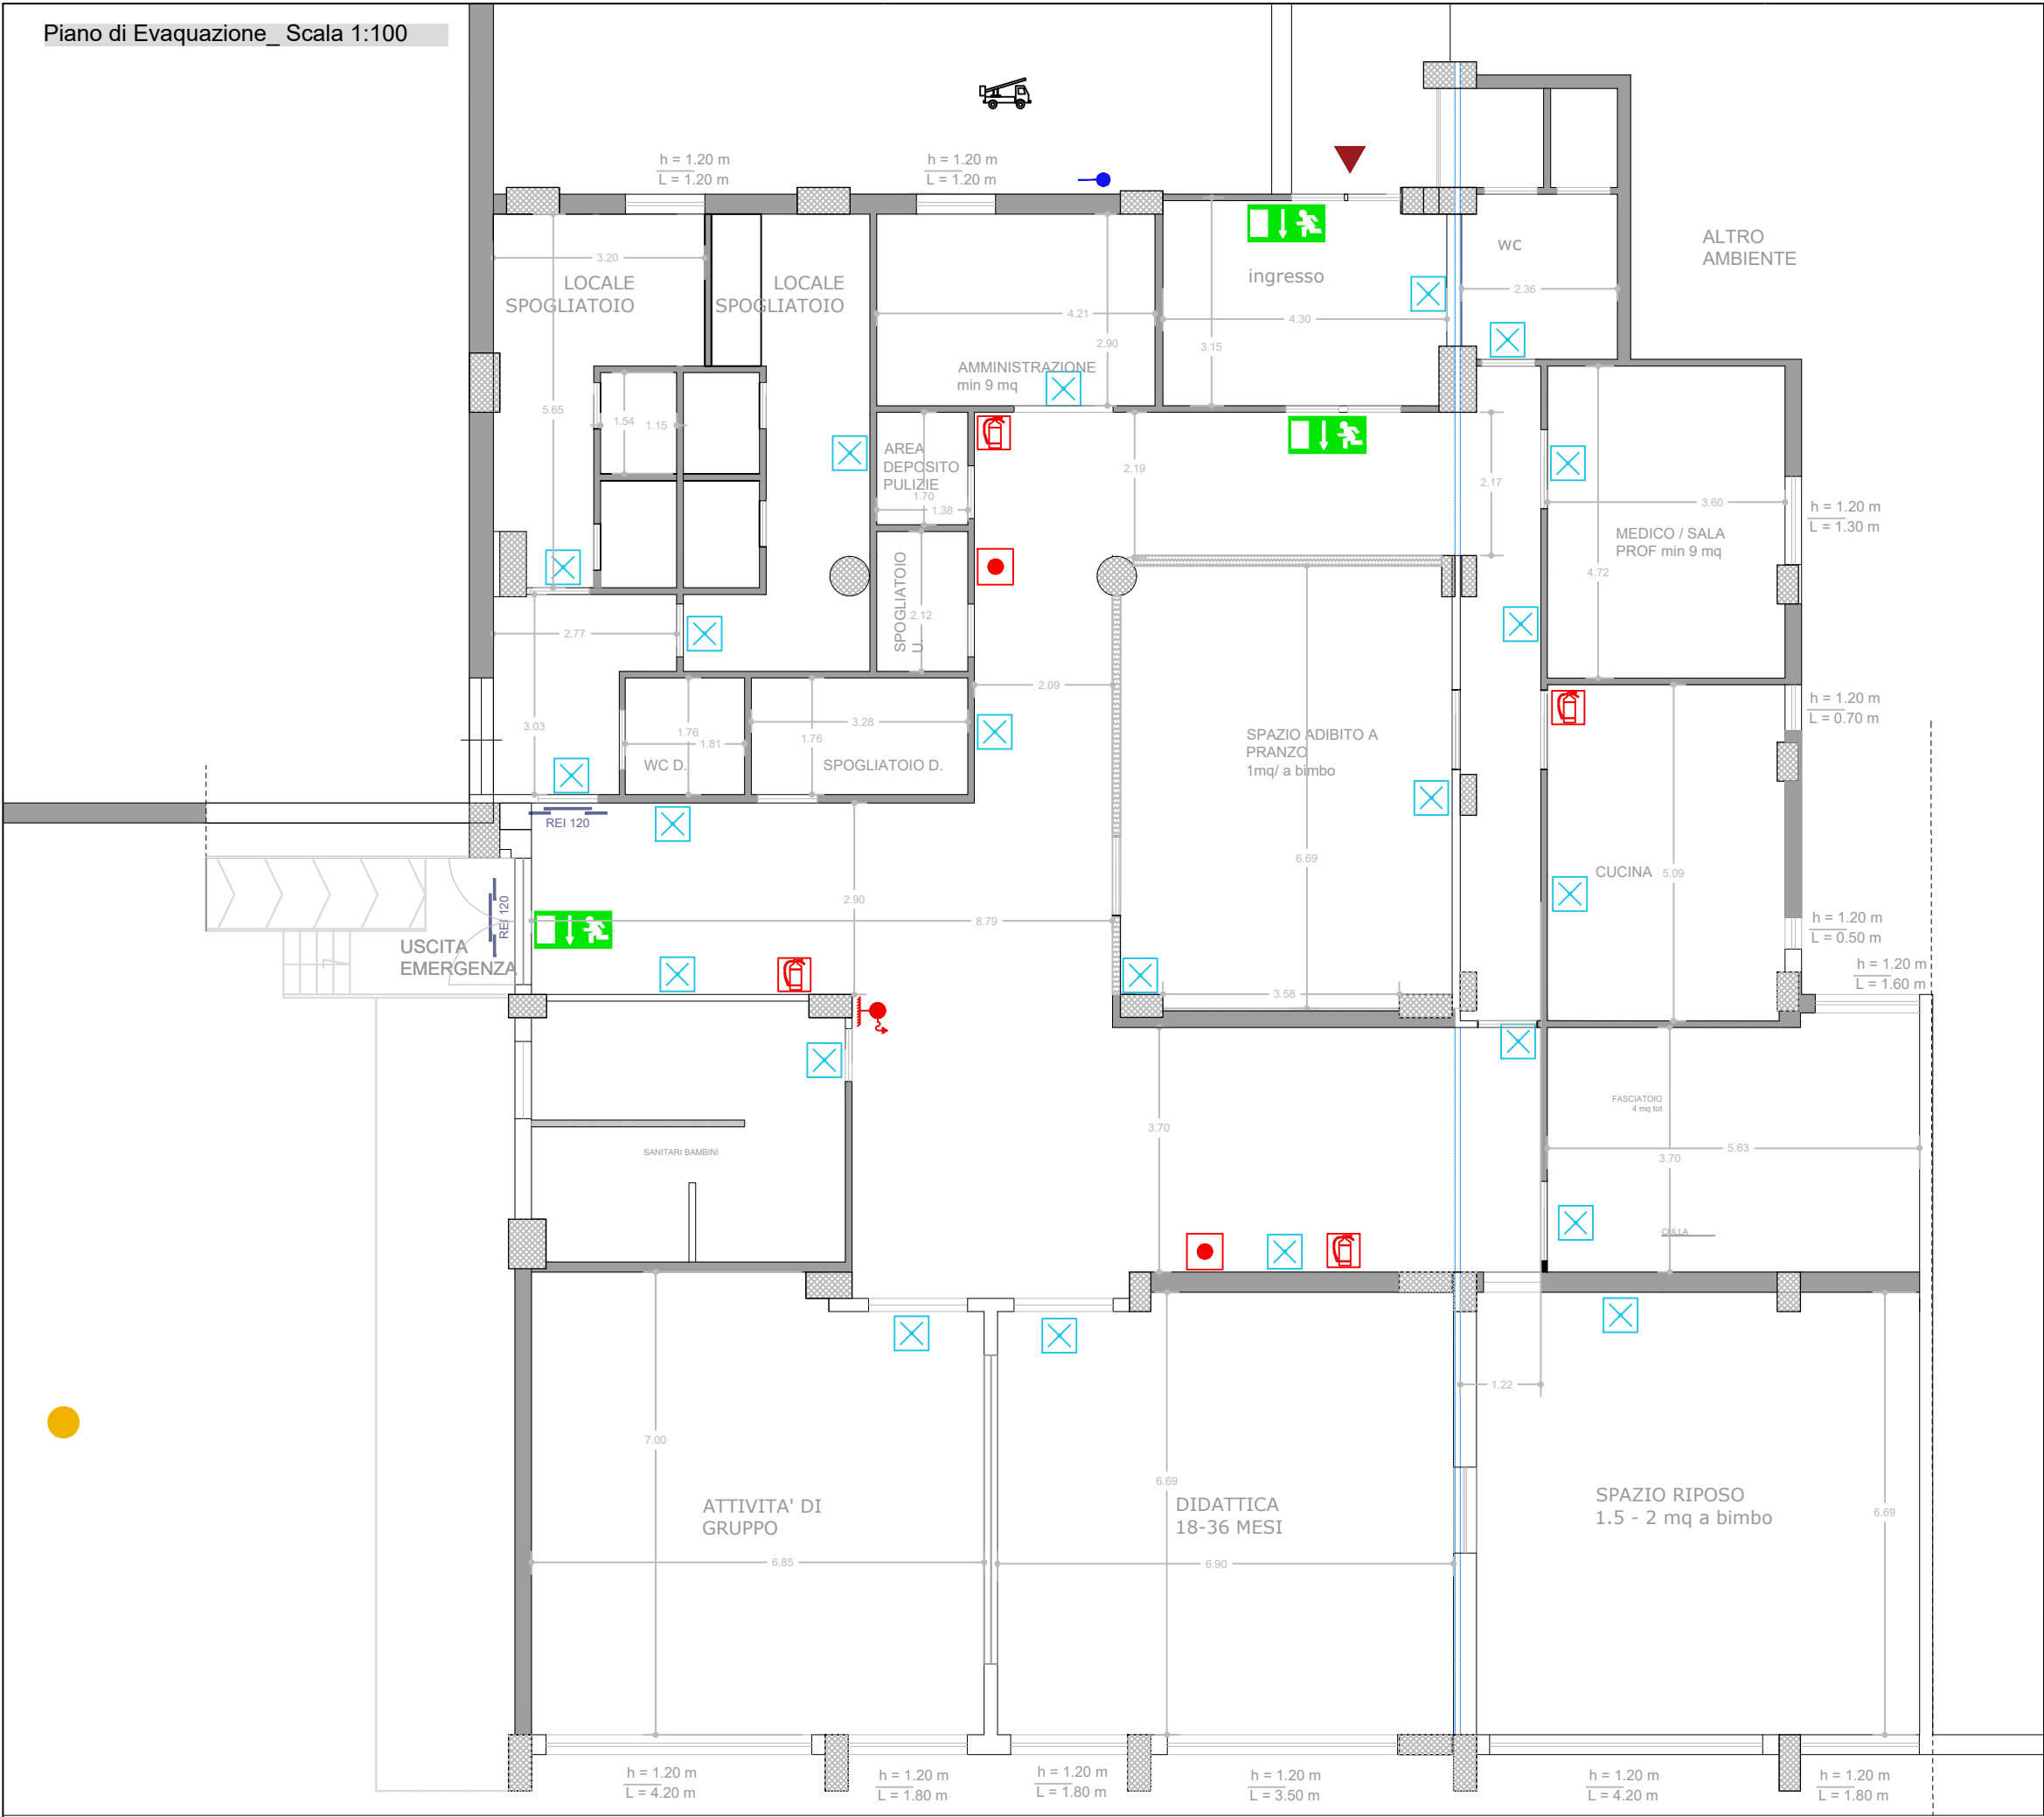 Piano di Evaquazione_ Scala 1:100
h = 1.20 m
L = 1.20 m
h = 1.20 m
L = 1.20 m
wc
ALTRO
AMBIENTE
ingresso
3.20
LOCALE
SPOGLIATOIO
LOCALE
SPOGLIATOIO
2.36
4.21
4.30
2.90
3.15
AMMINISTRAZIONE
min 9 mq
5.65
1.54
1.15
AREA
DEPOSITO
PULIZIE
1.70
1.38
2.19
2.17
3.60
h = 1.20 m
L = 1.30 m
MEDICO / SALA
PROF min 9 mq
4.72
SPOGLIATOIO
U.
2.12
2.77
2.09
3.03
1.76
1.81
WC D.
3.28
1.76
SPOGLIATOIO D.
SPAZIO ADIBITO A
PRANZO
1mq/ a bimbo
h = 1.20 m
L = 0.70 m
REI 120
6.69
CUCINA
5.09
2.90
8.79
REI 120
USCITA
EMERGENZA
h = 1.20 m
L = 0.50 m
h = 1.20 m
L = 1.60 m
3.58
FASCIATOIO
4 mq tot
3.70
5.63
3.70
SANITARI BAMBINI
CULLA
1.22
7.00
6.69
ATTIVITA' DI
GRUPPO
DIDATTICA
18-36 MESI
SPAZIO RIPOSO
1.5 - 2 mq a bimbo
6.69
6.85
6.90
h = 1.20 m
L = 4.20 m
h = 1.20 m
L = 1.80 m
h = 1.20 m
L = 1.80 m
h = 1.20 m
L = 3.50 m
h = 1.20 m
L = 4.20 m
h = 1.20 m
L = 1.80 m